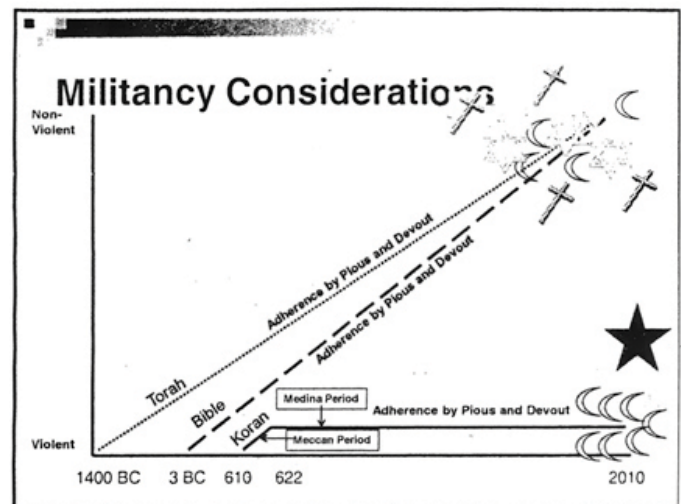 Militancy Considerations
Non-
Violent
Adherence by Pious and Devout
Adherence by Pious and Devout
Torah
Bible
Koran
Medina Period
Adherence by Pious and Devout
Meccan Period
Violent
1400 BC 3 BC 610 622 2010